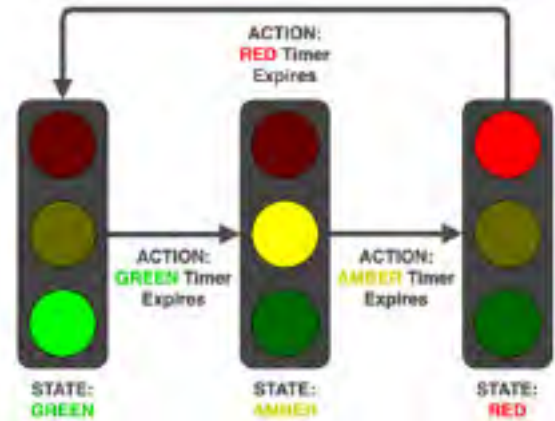 ACTION:
RED Timer
Expires
ACTION:
GREEN Timer
Expires
ACTION:
AMBER Timer
Expires
STATE:
GREEN
STATE:
AMBER
STATE:
RED